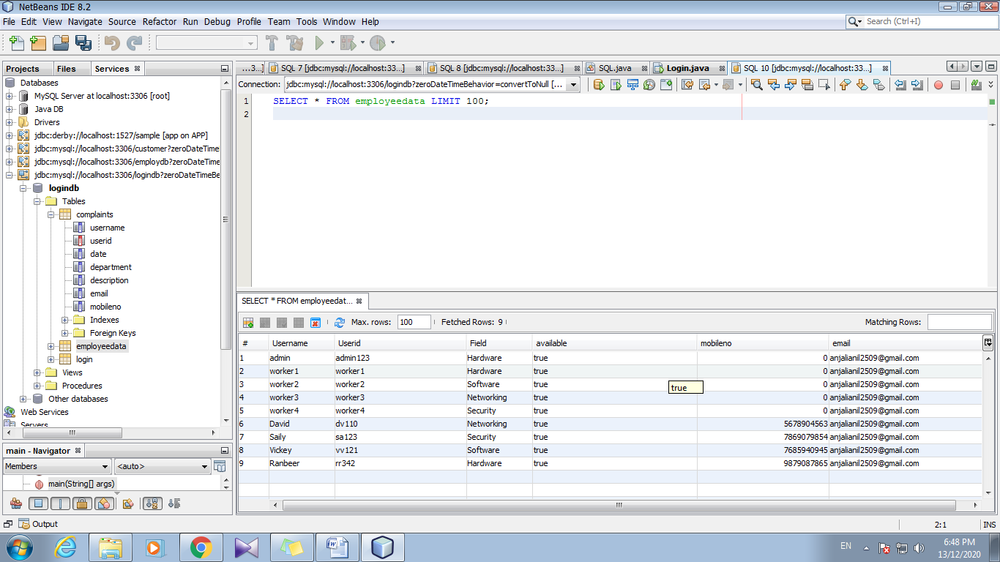 NetBeans IDE 8.2
File Edit View Navigate Source Refactor Run Debug Profile Team Tools Window Help
Search (Ctrl+I)
Projects Files Services
Databases
MySQL Server at localhost:3306 [root]
Java DB
Drivers
jdbc:derby://localhost:1527/sample [app on APP]
jdbc:mysql://localhost:3306/customer?zeroDateTime
jdbc:mysql://localhost:3306/employdb?zeroDateTime
jdbc:mysql://localhost:3306/logindb?zeroDateTimeBe
logindb
Tables
complaints
username
userid
date
department
description
email
mobileno
Indexes
Foreign Keys
employeedata
login
Views
Procedures
Other databases
Web Services
Servers
main - Navigator
Members <auto>
main(String[] args)
...3...] SQL 7 [jdbc:mysql://localhost:33...] SQL 8 [jdbc:mysql://localhost:33...] SQL.java Login.java SQL 10 [jdbc:mysql://localhost:33...]
Connection: jdbc:mysql://localhost:3306/logindb?zeroDateTimeBehavior=convertToNull [...
1 SELECT * FROM employeedata LIMIT 100;
2
SELECT * FROM employeedat...
Max. rows: 100 Fetched Rows: 9 Matching Rows:
# Username Userid Field available mobileno email
1 admin admin123 Hardware true 0 anjalianil2509@gmail.com
2 worker1 worker1 Hardware true 0 anjalianil2509@gmail.com
3 worker2 worker2 Software true 0 anjalianil2509@gmail.com
true
4 worker3 worker3 Networking true 0 anjalianil2509@gmail.com
5 worker4 worker4 Security true 0 anjalianil2509@gmail.com
6 David dv110 Networking true 5678904563 anjalianil2509@gmail.com
7 Saily sa123 Security true 7869079854 anjalianil2509@gmail.com
8 Vickey vv121 Software true 7685940945 anjalianil2509@gmail.com
9 Ranbeer rr342 Hardware true 9879087865 anjalianil2509@gmail.com
Output
2:1 INS
EN
6:48 PM
13/12/2020